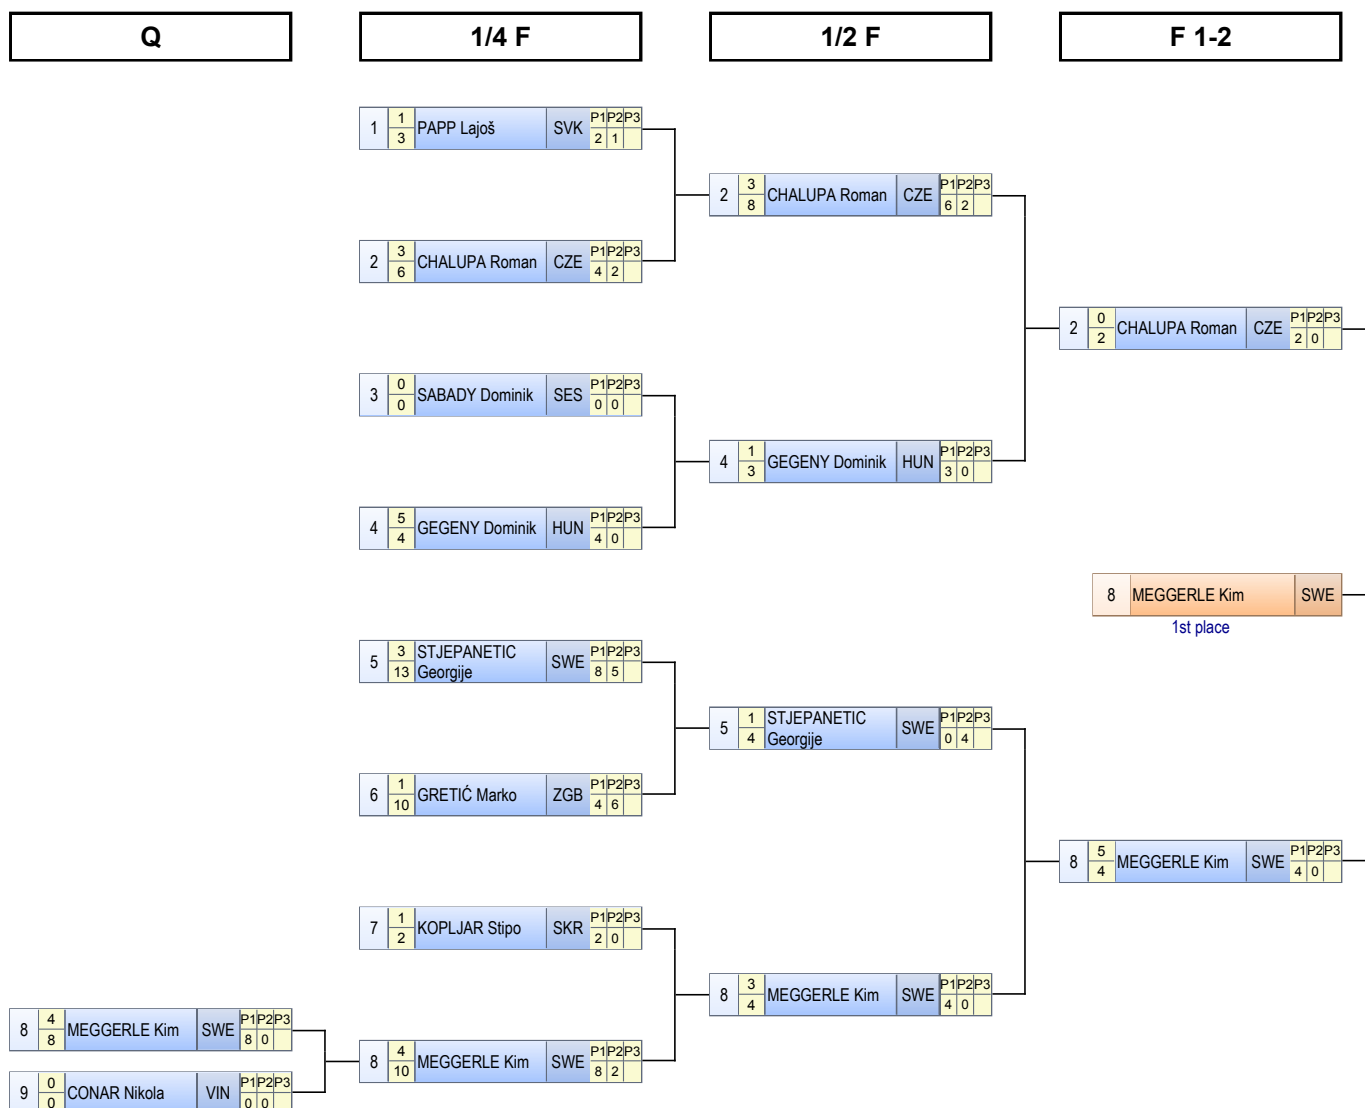 Q 1/4 F 1/2 F F 1-2
1 1 3 PAPP Lajoš SVK P1 P2 P3 2 1
2 3 8 CHALUPA Roman CZE P1 P2 P3 6 2
2 3 6 CHALUPA Roman CZE P1 P2 P3 4 2
2 0 2 CHALUPA Roman CZE P1 P2 P3 2 0
3 0 0 SABADY Dominik SES P1 P2 P3 0 0
4 1 3 GEGENY Dominik HUN P1 P2 P3 3 0
4 5 4 GEGENY Dominik HUN P1 P2 P3 4 0
8 MEGGERLE Kim SWE
1st place
5 3 13 STJEPANETIC
Georgije SWE P1 P2 P3 8 5
5 1 4 STJEPANETIC
Georgije SWE P1 P2 P3 0 4
6 1 10 GRETIĆ Marko ZGB P1 P2 P3 4 6
8 5 4 MEGGERLE Kim SWE P1 P2 P3 4 0
7 1 2 KOPLJAR Stipo SKR P1 P2 P3 2 0
8 3 4 MEGGERLE Kim SWE P1 P2 P3 4 0
8 4 8 MEGGERLE Kim SWE P1 P2 P3 8 0
8 4 10 MEGGERLE Kim SWE P1 P2 P3 8 2
9 0 0 CONAR Nikola VIN P1 P2 P3 0 0